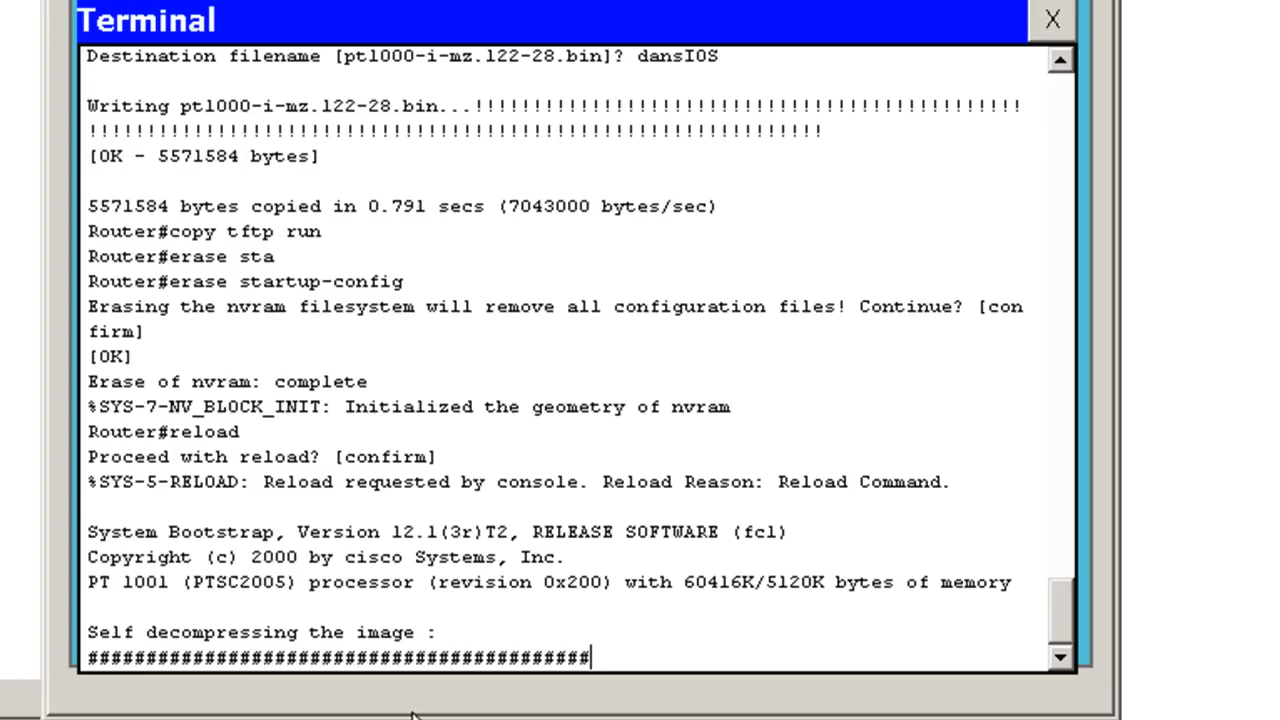 Terminal
X
Destination filename [pt1000-i-mz.122-28.bin]? dansIOS
Writing pt1000-i-mz.122-28.bin...!!!!!!!!!!!!!!!!!!!!!!!!!!!!!!!!!!!!!!!!!!!!!!!
!!!!!!!!!!!!!!!!!!!!!!!!!!!!!!!!!!!!!!!!!!!!!!!!!!!!!!!!!!!!!!!
[OK - 5571584 bytes]
5571584 bytes copied in 0.791 secs (7043000 bytes/sec)
Router#copy tftp run
Router#erase sta
Router#erase startup-config
Erasing the nvram filesystem will remove all configuration files! Continue? [con
firm]
[OK]
Erase of nvram: complete
%SYS-7-NV_BLOCK_INIT: Initialized the geometry of nvram
Router#reload
Proceed with reload? [confirm]
%SYS-5-RELOAD: Reload requested by console. Reload Reason: Reload Command.
System Bootstrap, Version 12.1(3r)T2, RELEASE SOFTWARE (fc1)
Copyright (c) 2000 by cisco Systems, Inc.
PT 1001 (PTSC2005) processor (revision 0x200) with 60416K/5120K bytes of memory
Self decompressing the image :
###########################################